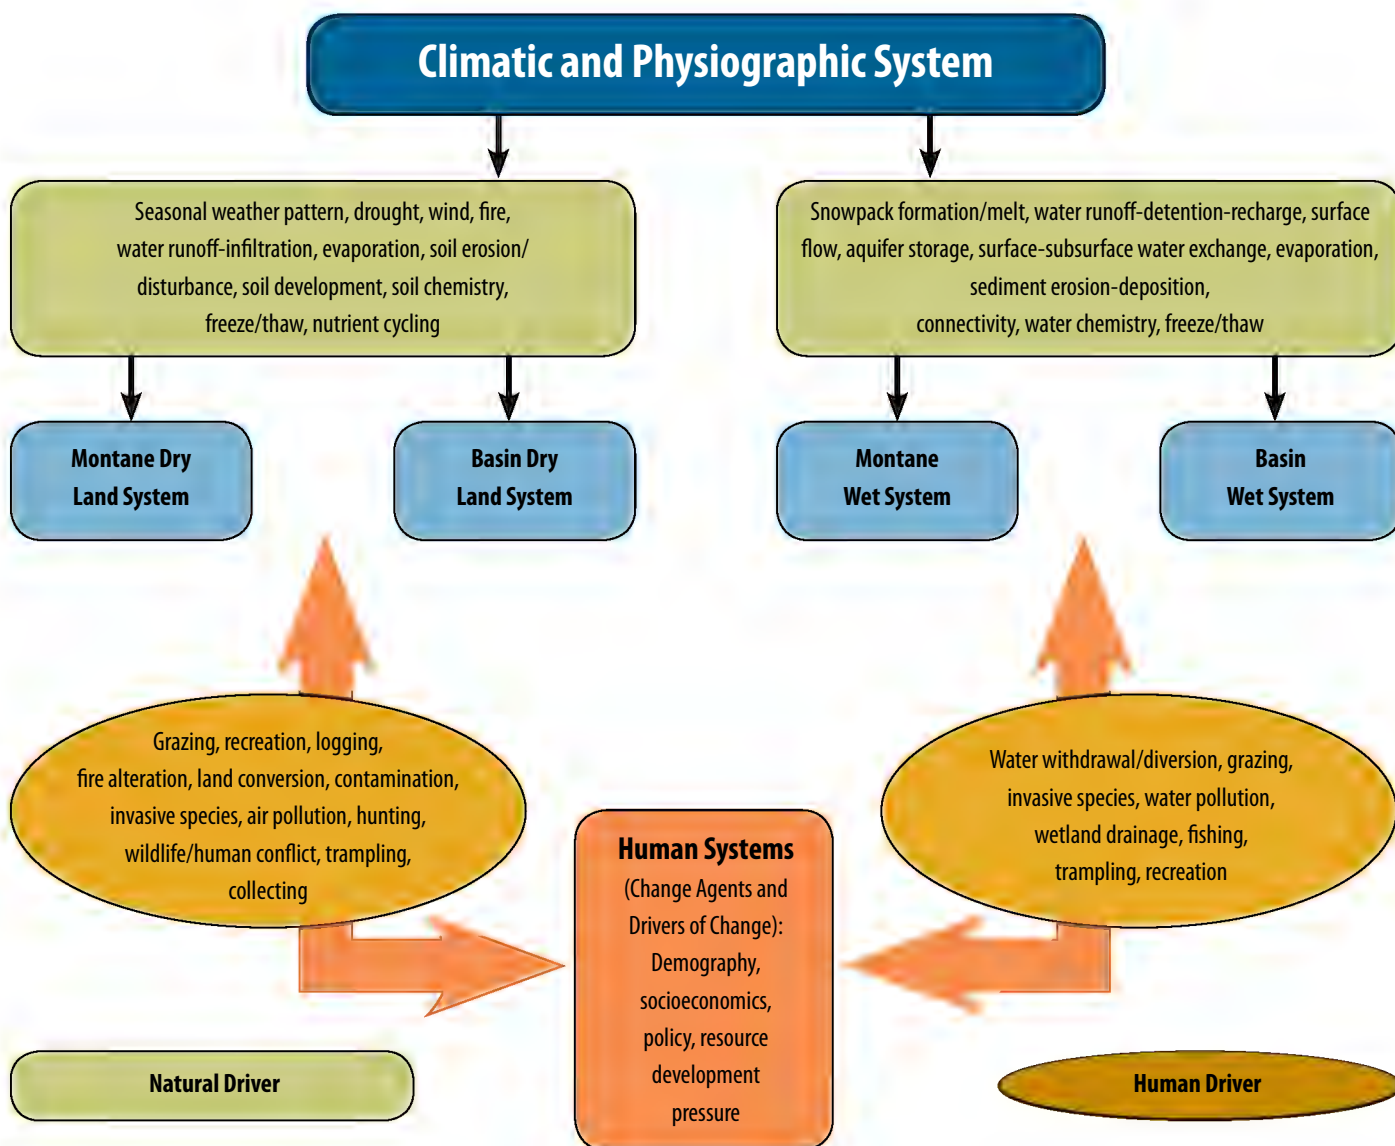 Climatic and Physiographic System
Seasonal weather pattern, drought, wind, fire,
water runoff-infiltration, evaporation, soil erosion/
disturbance, soil development, soil chemistry,
freeze/thaw, nutrient cycling
Snowpack formation/melt, water runoff-detention-recharge, surface
flow, aquifer storage, surface-subsurface water exchange, evaporation,
sediment erosion-deposition,
connectivity, water chemistry, freeze/thaw
Montane Dry
Land System
Basin Dry
Land System
Montane
Wet System
Basin
Wet System
Grazing, recreation, logging,
fire alteration, land conversion, contamination,
invasive species, air pollution, hunting,
wildlife/human conflict, trampling,
collecting
Water withdrawal/diversion, grazing,
invasive species, water pollution,
wetland drainage, fishing,
trampling, recreation
Human Systems
(Change Agents and
Drivers of Change):
Demography,
socioeconomics,
policy, resource
development
pressure
Natural Driver
Human Driver